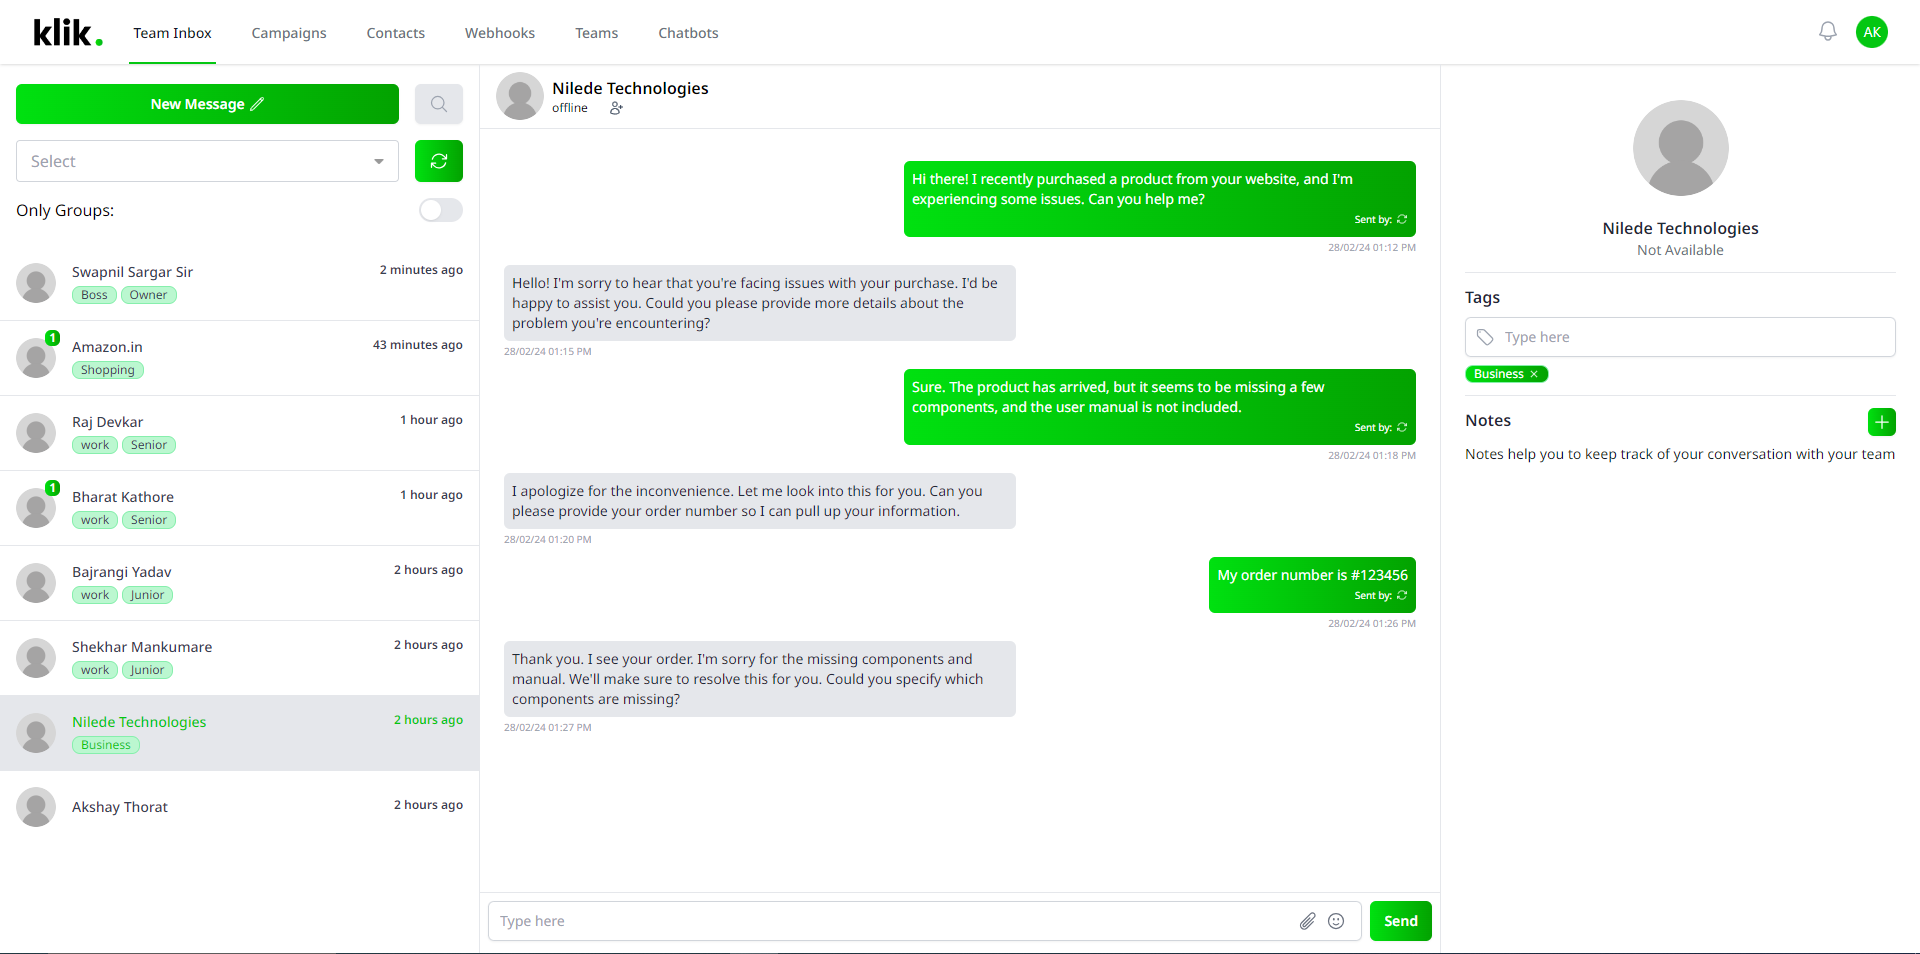 klik.
Team Inbox
Campaigns
Contacts
Webhooks
Teams
Chatbots
AK
New Message
Select
Only Groups:
Swapnil Sargar Sir
2 minutes ago
Boss
Owner
1
Amazon.in
43 minutes ago
Shopping
Raj Devkar
1 hour ago
work
Senior
1
Bharat Kathore
1 hour ago
work
Senior
Bajrangi Yadav
2 hours ago
work
Junior
Shekhar Mankumare
2 hours ago
work
Junior
Nilede Technologies
2 hours ago
Business
Akshay Thorat
2 hours ago
Nilede Technologies
offline
Hi there! I recently purchased a product from your website, and I'm
experiencing some issues. Can you help me?
Sent by:
28/02/24 01:12 PM
Hello! I'm sorry to hear that you're facing issues with your purchase. I'd be
happy to assist you. Could you please provide more details about the
problem you're encountering?
28/02/24 01:15 PM
Sure. The product has arrived, but it seems to be missing a few
components, and the user manual is not included.
Sent by:
28/02/24 01:18 PM
I apologize for the inconvenience. Let me look into this for you. Can you
please provide your order number so I can pull up your information.
28/02/24 01:20 PM
My order number is #123456
Sent by:
28/02/24 01:26 PM
Thank you. I see your order. I'm sorry for the missing components and
manual. We'll make sure to resolve this for you. Could you specify which
components are missing?
28/02/24 01:27 PM
Type here
Send
Nilede Technologies
Not Available
Tags
Type here
Business
Notes
Notes help you to keep track of your conversation with your team